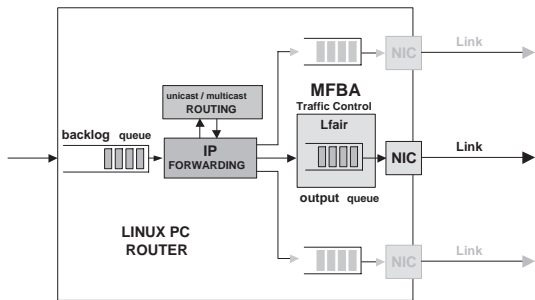 NIC
Link
unicast / multicast
ROUTING
MFBA
Traffic Control
Lfair
backlog queue
IP
FORWARDING
NIC
Link
output queue
LINUX PC
ROUTER
NIC
Link